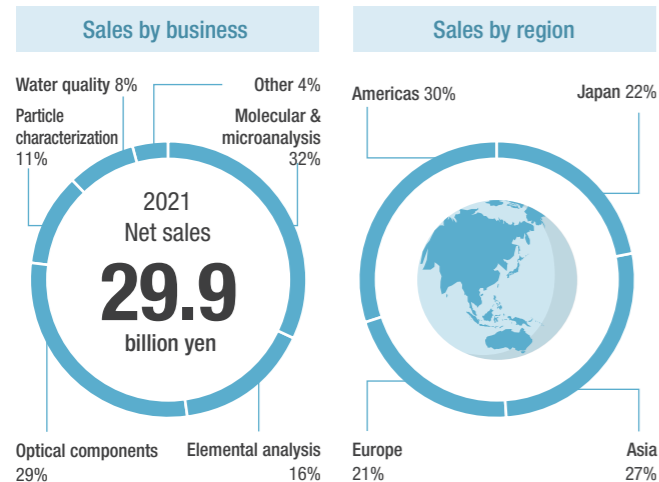 Sales by business
Water quality 8%
Other 4%
Particle
characterization
11%
Molecular &
microanalysis
32%
2021
Net sales
29.9
billion yen
Optical components
29%
Elemental analysis
16%
Sales by region
Americas 30%
Japan 22%
Europe
21%
Asia
27%